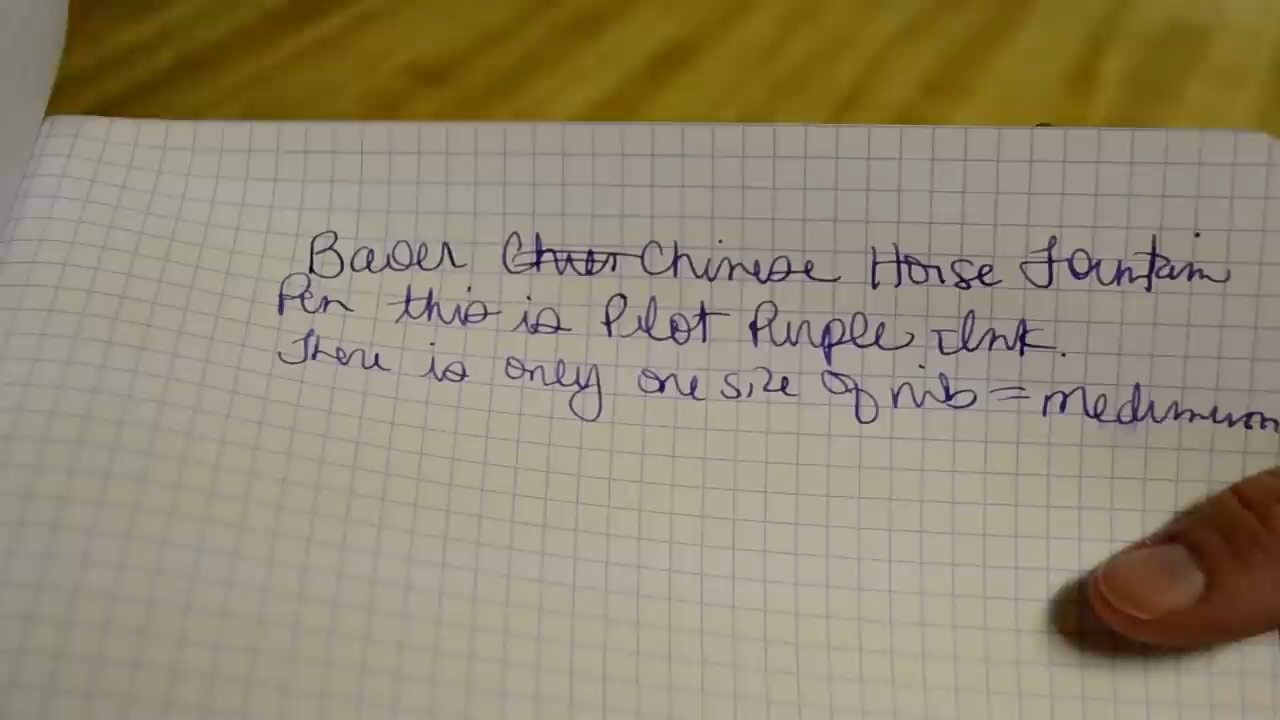 Baoer Chinese Horse Fountain
Pen this is Pilot Purple Ink.
There is only one size of nib = medium